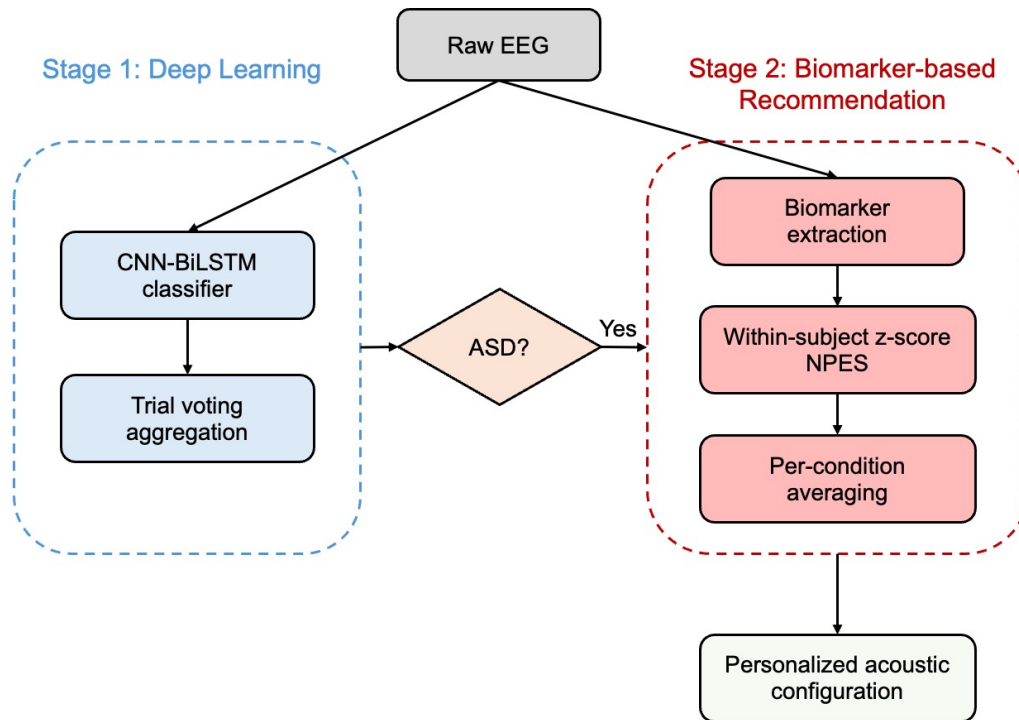 Raw EEG
Stage 1: Deep Learning
Stage 2: Biomarker-based
Recommendation
CNN-BiLSTM
classifier
Trial voting
aggregation
ASD?
Yes
Biomarker
extraction
Within-subject z-score
NPES
Per-condition
averaging
Personalized acoustic
configuration